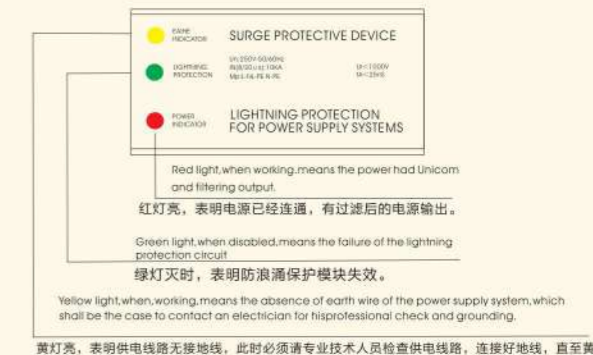 SURGE PROTECTIVE DEVICE
INDICATOR
LIGHTNING
PROTECTION
POWER
INDICATOR
LIGHTNING PROTECTION
FOR POWER SUPPLY SYSTEMS
Red light,when working.means the power had Unicom
and filtering output.
红灯亮，表明电源已经连通，有过滤后的电源输出。
Green light,when disabled,means the failure of the lightning
protection circuit
绿灯灭时，表明防浪涌保护模块失效。
Yellow light,when,working,means the absence of earth wire of the power supply system,which
shall be the case to contact an electrician for hisprofessional check and grounding.
黄灯亮，表明供电线路无接地线，此时必须请专业技术人员检查供电线路，连接好地线，直至黄